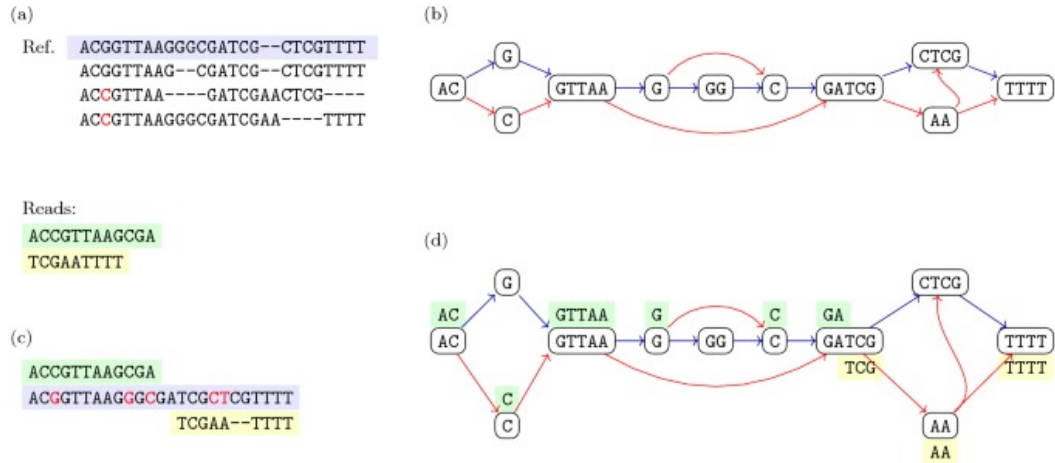 (a)
Ref. ACGGTTAAGGGCGATCG--CTCGTTTT
ACGGTTAAG--CGATCG--CTCGTTTT
ACCGTTAA----GATCGAACTCG----
ACCGTTAAGGGCGATCGAA----TTTT
(b)
G
CTCG
AC GTTAA G GG C GATCG TTTT
C
AA
Reads:
ACCGTTAAGCGA
TCGAATTTT
(c)
ACCGTTAAGCGA
ACGGTTAAGGGCGATCGCTCGTTTT
TCGAA--TTTT
(d)
G
CTCG
AC GTTAA G C GA
AC GTTAA G GG C GATCG TTTT
TCG TTTT
C
C
AA
AA